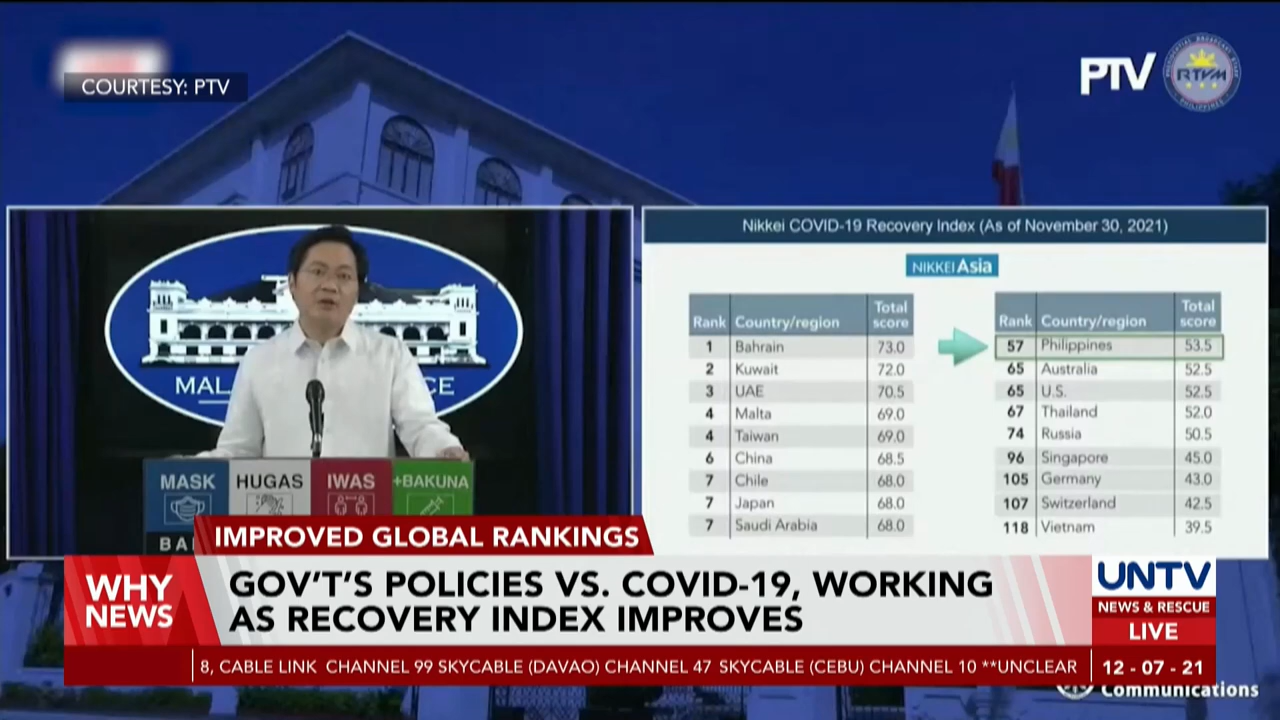 COURTESY: PTV
PTV
RTVM
Nikkei COVID-19 Recovery Index (As of November 30, 2021)
NIKKEI Asia
Rank Country/region Total score
1 Bahrain 73.0
2 Kuwait 72.0
3 UAE 70.5
4 Malta 69.0
4 Taiwan 69.0
6 China 68.5
7 Chile 68.0
7 Japan 68.0
7 Saudi Arabia 68.0
Rank Country/region Total score
57 Philippines 53.5
65 Australia 52.5
65 U.S. 52.5
67 Thailand 52.0
74 Russia 50.5
96 Singapore 45.0
105 Germany 43.0
107 Switzerland 42.5
118 Vietnam 39.5
MALA CE
MASK HUGAS IWAS +BAKUNA
BA
IMPROVED GLOBAL RANKINGS
WHY NEWS
GOV'T'S POLICIES VS. COVID-19, WORKING
AS RECOVERY INDEX IMPROVES
UNTV
NEWS & RESCUE
LIVE
8, CABLE LINK CHANNEL 99 SKYCABLE (DAVAO) CHANNEL 47 SKYCABLE (CEBU) CHANNEL 10 **UNCLEAR
12 - 07 - 21
Communications